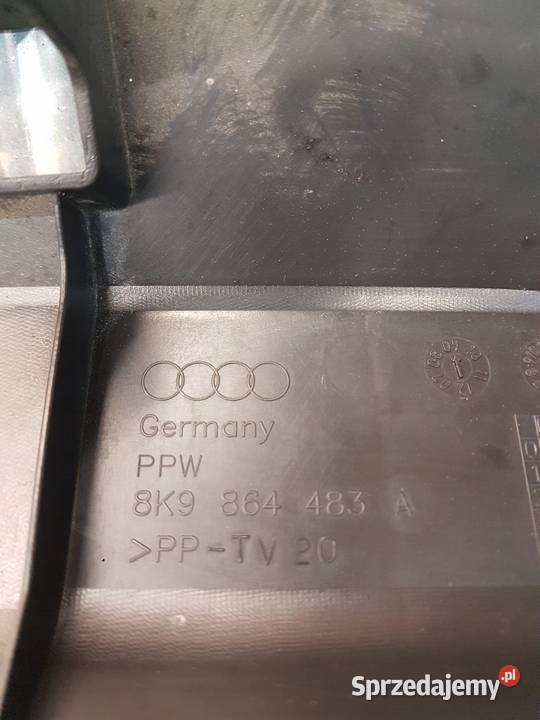 Germany
PPW
8K9 864 483 A
>PP-TV 20
Sprzedajemy.pl